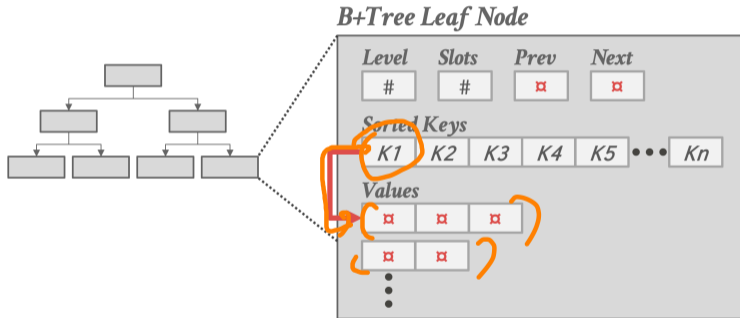 B+Tree Leaf Node
Level Slots Prev Next
# # ¤ ¤
Sorted Keys
K1 K2 K3 K4 K5 ••• Kn
Values
¤ ¤ ¤
¤ ¤